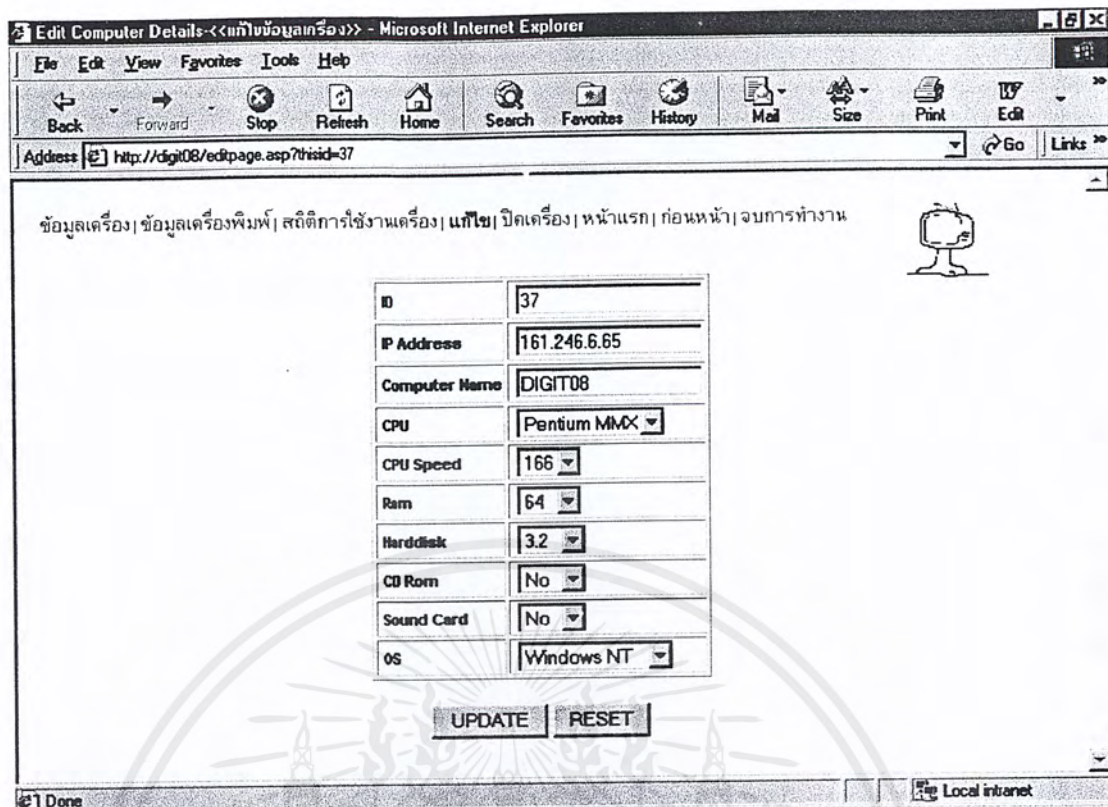 Edit Computer Details-<<แก้ไขข้อมูลเครื่อง>> - Microsoft Internet Explorer
File Edit View Favorites Tools Help
Back Forward Stop Refresh Home Search Favorites History Mail Size Print Edit
Address http://digit08/editpage.asp?thisid=37 Go Links »
ข้อมูลเครื่อง| ข้อมูลเครื่องพิมพ์| สถิติการใช้งานเครื่อง| แก้ไข| ปิดเครื่อง| หน้าแรก| ก่อนหน้า| จบการทำงาน
ID 37
IP Address 161.246.6.65
Computer Name DIGIT08
CPU Pentium MMX
CPU Speed 166
Ram 64
Harddisk 3.2
CD Rom No
Sound Card No
OS Windows NT
UPDATE RESET
Done Local intranet